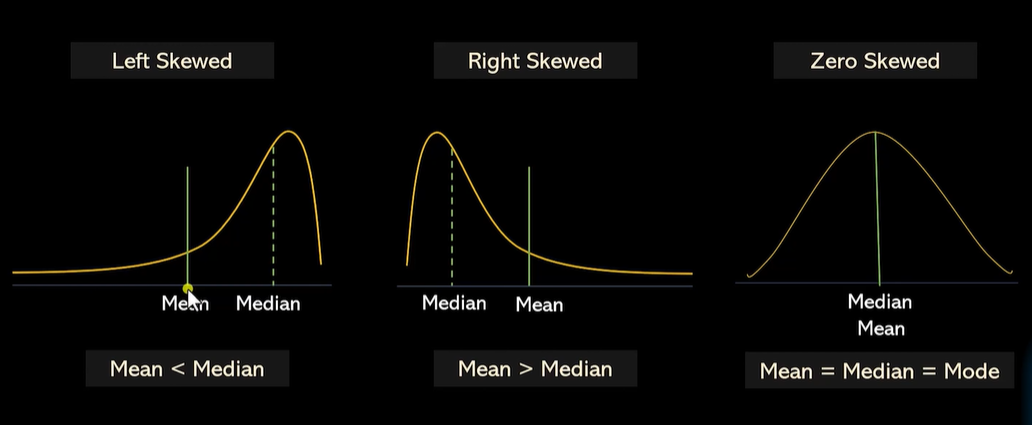 Left Skewed
Right Skewed
Zero Skewed
Mean
Median
Median
Mean
Median
Mean
Mean < Median
Mean > Median
Mean = Median = Mode